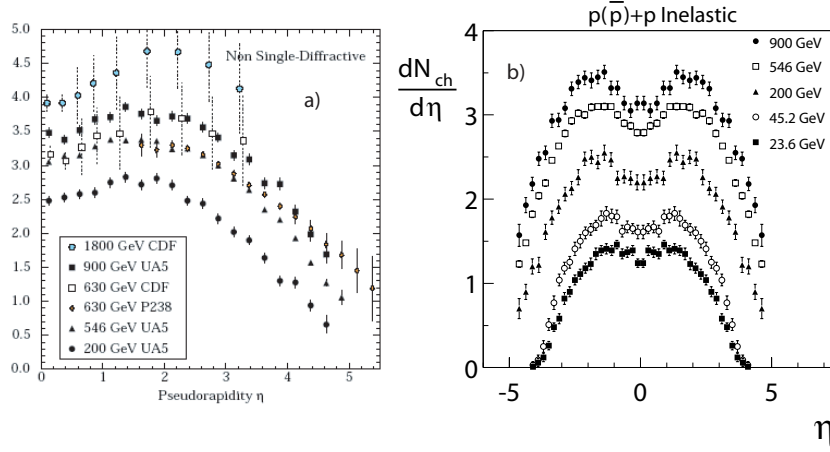 5.0
4.5
4.0
3.5
3.0
2.5
2.0
1.5
1.0
0.5
0.0
0 1 2 3 4 5
Pseudorapidity η
Non Single-Diffractive
a)
1800 GeV CDF
900 GeV UA5
630 GeV CDF
630 GeV P238
546 GeV UA5
200 GeV UA5
p(p̅)+p Inelastic
dNch
dη
b)
4
3
2
1
0
-5 0 5
η
900 GeV
546 GeV
200 GeV
45.2 GeV
23.6 GeV